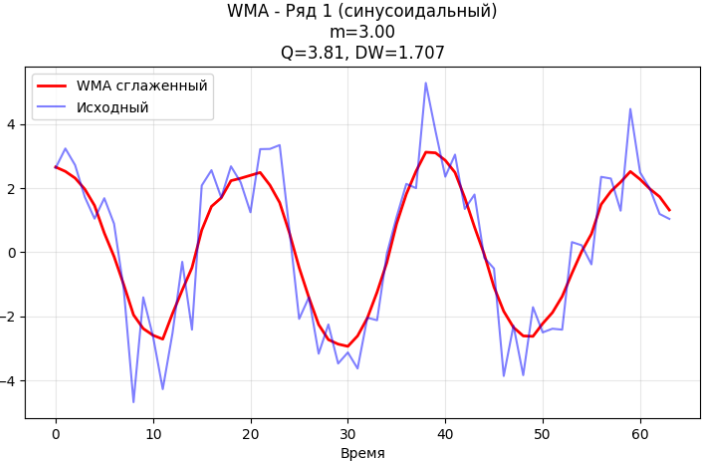 WMA - Ряд 1 (синусоидальный)
m=3.00
Q=3.81, DW=1.707
WMA сглаженный
Исходный
4
2
0
−2
−4
0 10 20 30 40 50 60
Время